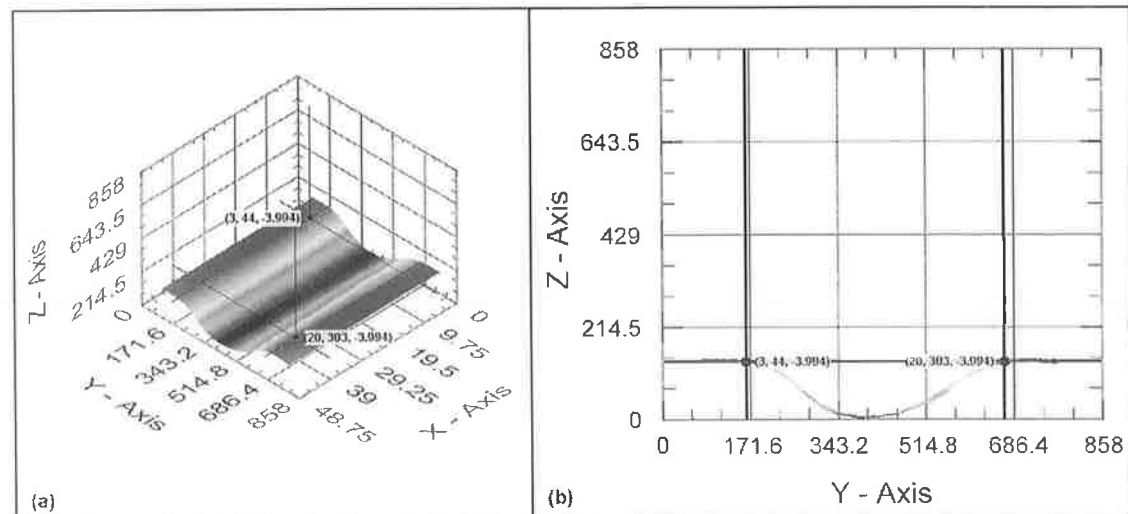 858
643.5
429
214.5
0
Z - Axis
(3, 44, -3.994)
(20, 303, -3.994)
171.6
343.2
514.8
686.4
858
Y - Axis
0
9.75
19.5
29.25
39
48.75
X - Axis
(a)
858
643.5
429
214.5
0
Z - Axis
(3, 44, -3.994)
(20, 303, -3.994)
0
171.6
343.2
514.8
686.4
858
Y - Axis
(b)